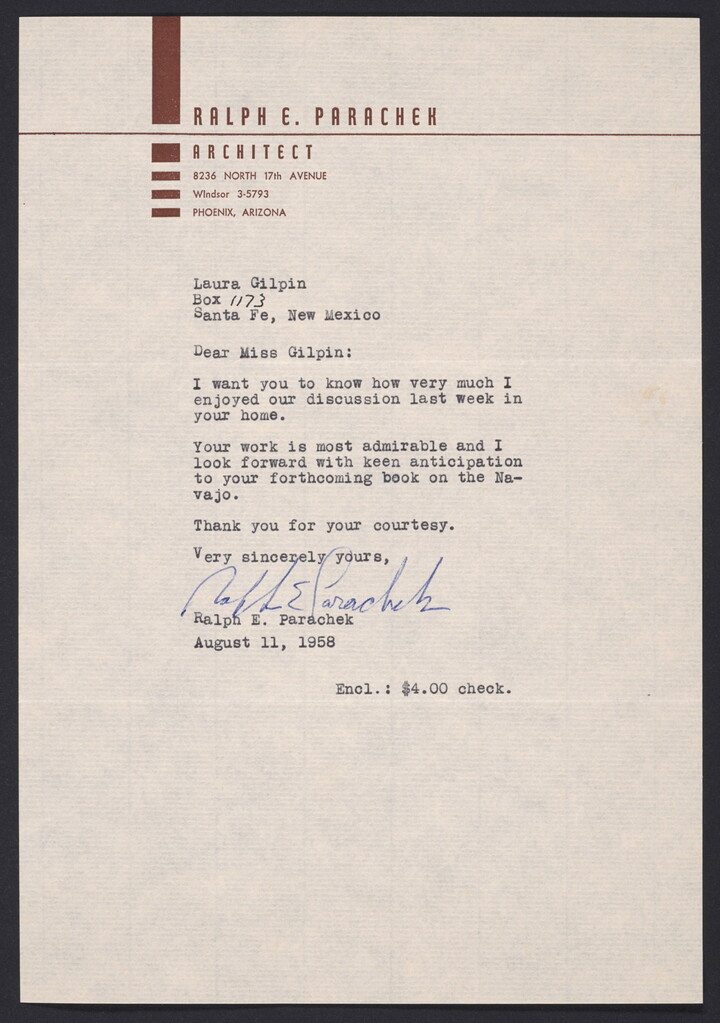 RALPH E. PARACHEK
ARCHITECT
8236 NORTH 17th AVENUE
WIndsor 3-5793
PHOENIX, ARIZONA
Laura Gilpin
Box 1173
Santa Fe, New Mexico
Dear Miss Gilpin:
I want you to know how very much I
enjoyed our discussion last week in
your home.
Your work is most admirable and I
look forward with keen anticipation
to your forthcoming book on the Na-
vajo.
Thank you for your courtesy.
Very sincerely yours,
Ralph E Parachek
Ralph E. Parachek
August 11, 1958
Encl.: $4.00 check.